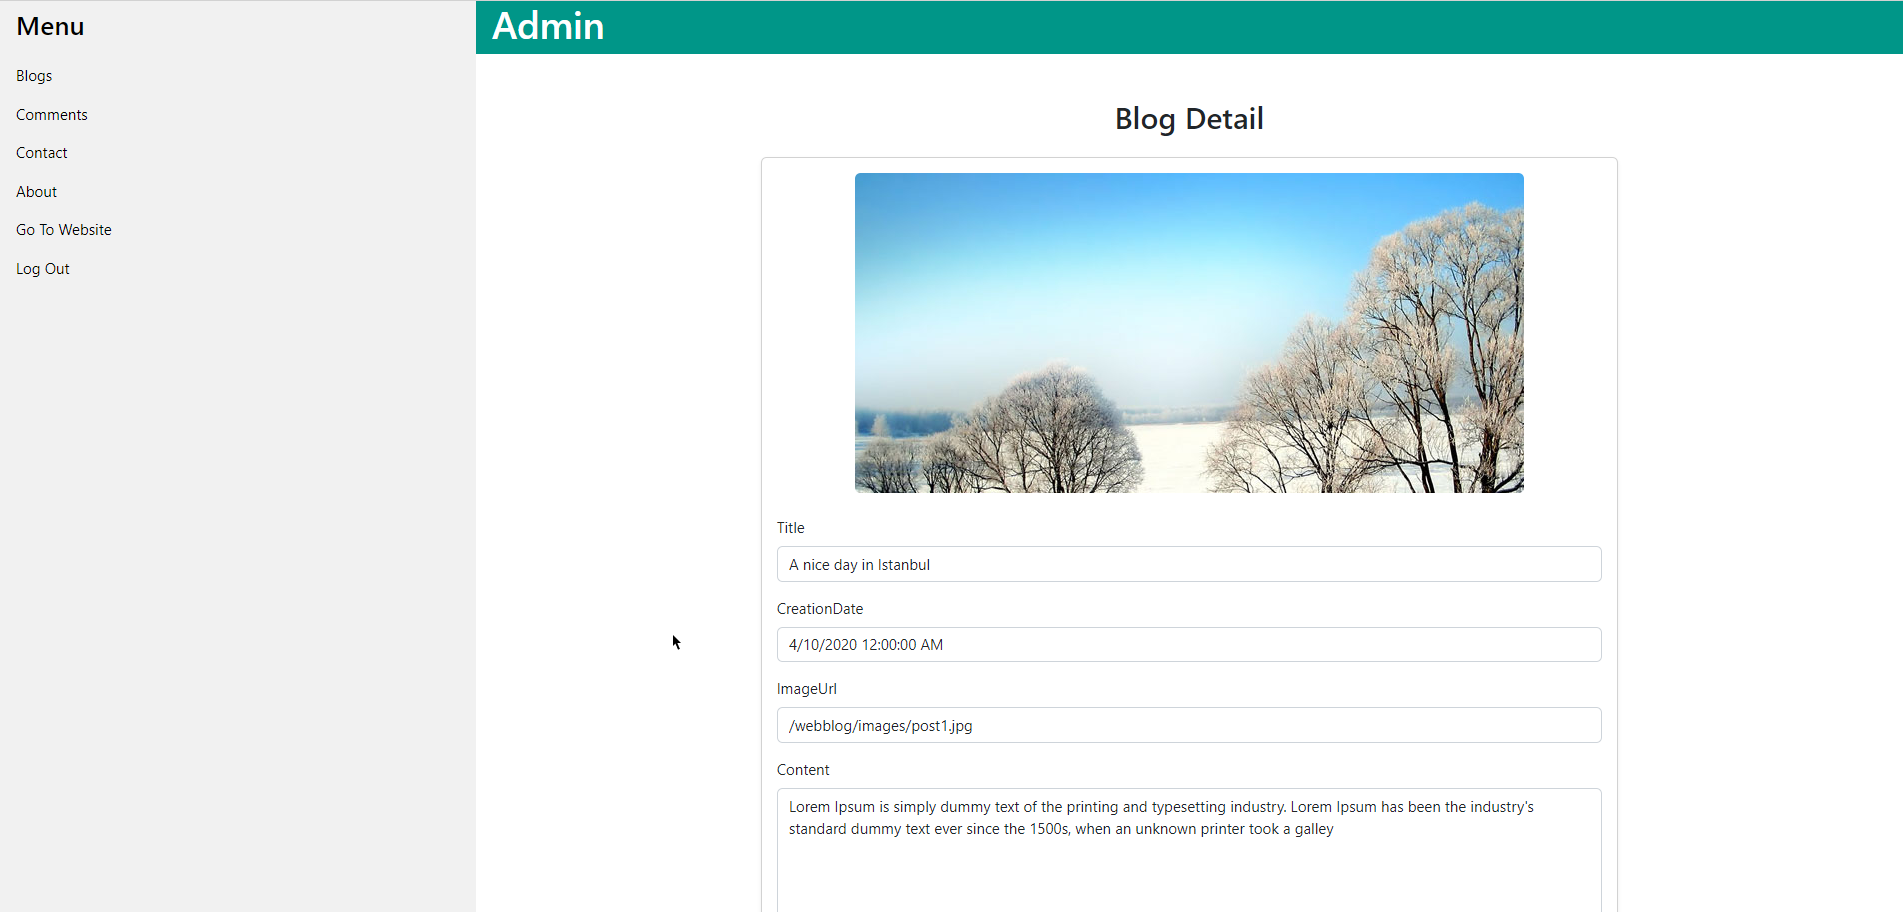 Menu
Blogs
Comments
Contact
About
Go To Website
Log Out
Admin
Blog Detail
Title
A nice day in Istanbul
CreationDate
4/10/2020 12:00:00 AM
ImageUrl
/webblog/images/post1.jpg
Content
Lorem Ipsum is simply dummy text of the printing and typesetting industry. Lorem Ipsum has been the industry's
standard dummy text ever since the 1500s, when an unknown printer took a galley